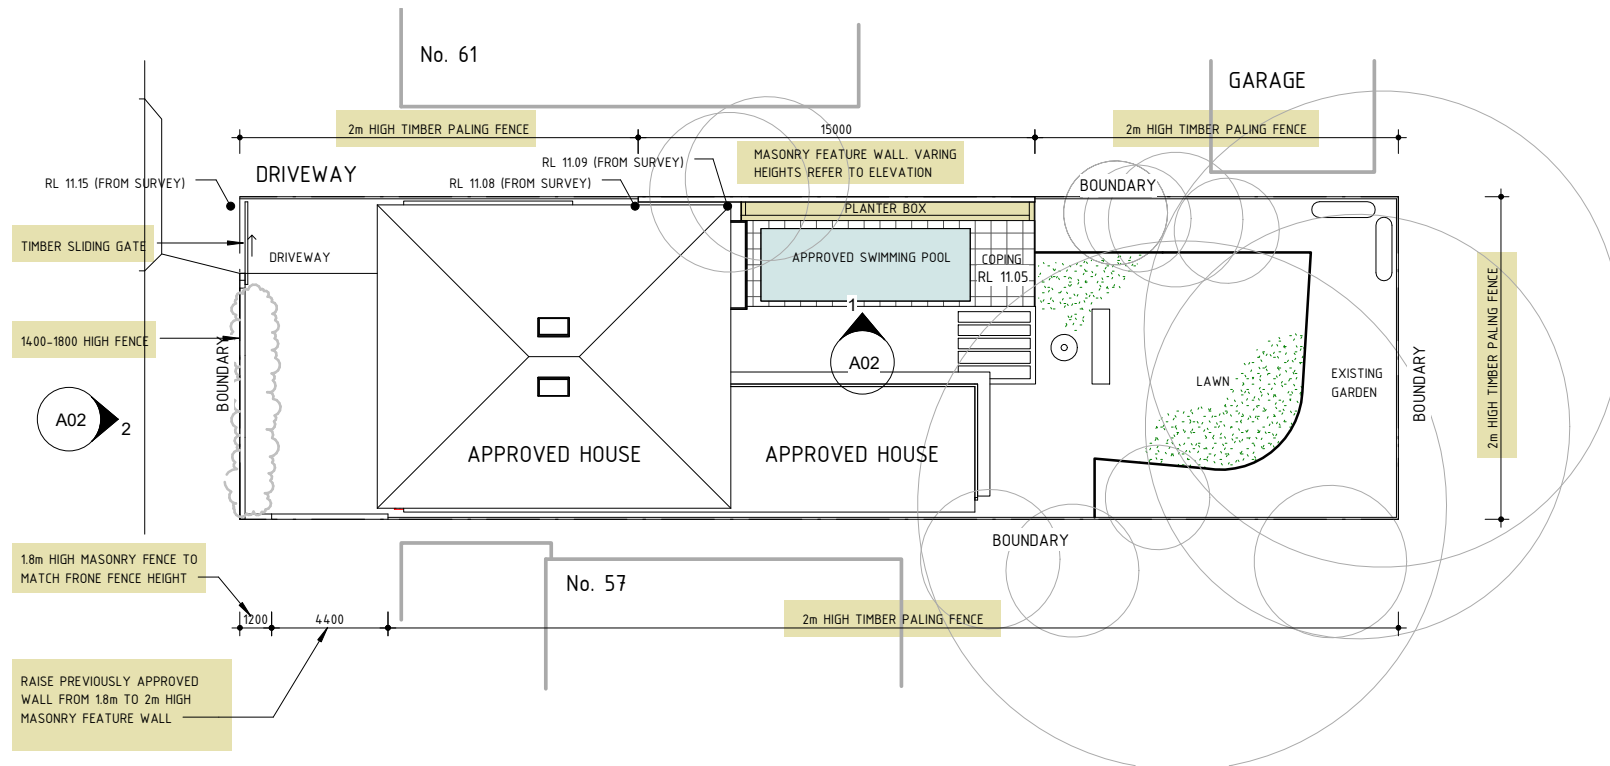 No. 61
GARAGE
2m HIGH TIMBER PALING FENCE
15000
2m HIGH TIMBER PALING FENCE
MASONRY FEATURE WALL. VARING
HEIGHTS REFER TO ELEVATION
RL 11.09 (FROM SURVEY)
DRIVEWAY
RL 11.15 (FROM SURVEY)
RL 11.08 (FROM SURVEY)
BOUNDARY
PLANTER BOX
TIMBER SLIDING GATE
DRIVEWAY
APPROVED SWIMMING POOL
COPING
RL 11.05
1
A02
1400-1800 HIGH FENCE
BOUNDARY
A02
2
LAWN
EXISTING
GARDEN
BOUNDARY
2m HIGH TIMBER PALING FENCE
APPROVED HOUSE
APPROVED HOUSE
BOUNDARY
1.8m HIGH MASONRY FENCE TO
MATCH FRONE FENCE HEIGHT
No. 57
1200
4400
2m HIGH TIMBER PALING FENCE
RAISE PREVIOUSLY APPROVED
WALL FROM 1.8m TO 2m HIGH
MASONRY FEATURE WALL